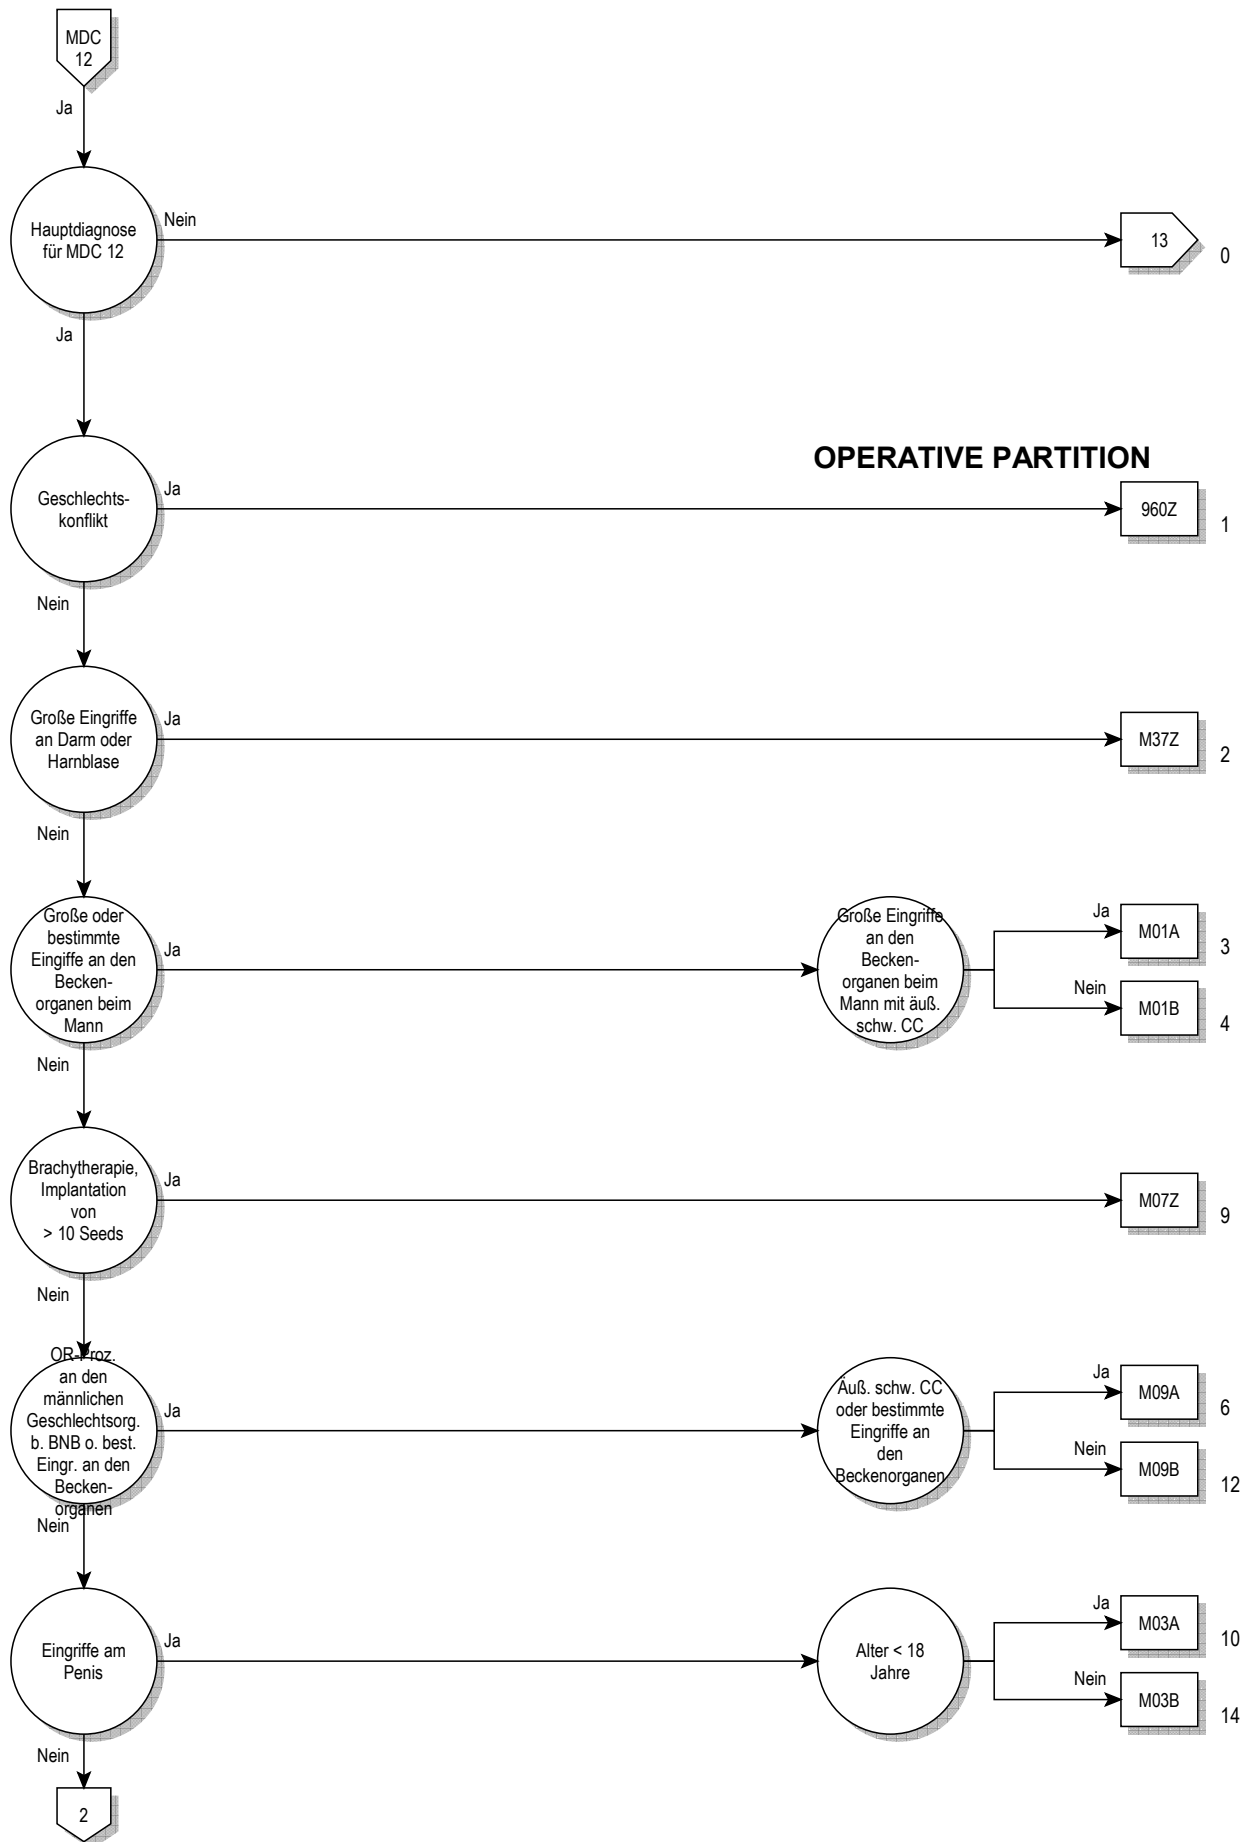 MDC
12
Ja
Hauptdiagnose
für MDC 12
Nein
13
0
Ja
OPERATIVE PARTITION
Geschlechts-
konflikt
Ja
960Z
1
Nein
Große Eingriffe
an Darm oder
Harnblase
Ja
M37Z
2
Nein
Große oder
bestimmte
Eingiffe an den
Becken-
organen beim
Mann
Ja
Große Eingriffe
an den
Becken-
organen beim
Mann mit äuß.
schw. CC
Ja
M01A
3
Nein
M01B
4
Nein
Brachytherapie,
Implantation
von
> 10 Seeds
Ja
M07Z
9
Nein
OR-Proz.
an den
männlichen
Geschlechtsorg.
b. BNB o. best.
Eingr. an den
Becken-
organen
Ja
Äuß. schw. CC
oder bestimmte
Eingriffe an
den
Beckenorganen
Ja
M09A
6
Nein
M09B
12
Nein
Eingriffe am
Penis
Ja
Alter < 18
Jahre
Ja
M03A
10
Nein
M03B
14
Nein
2